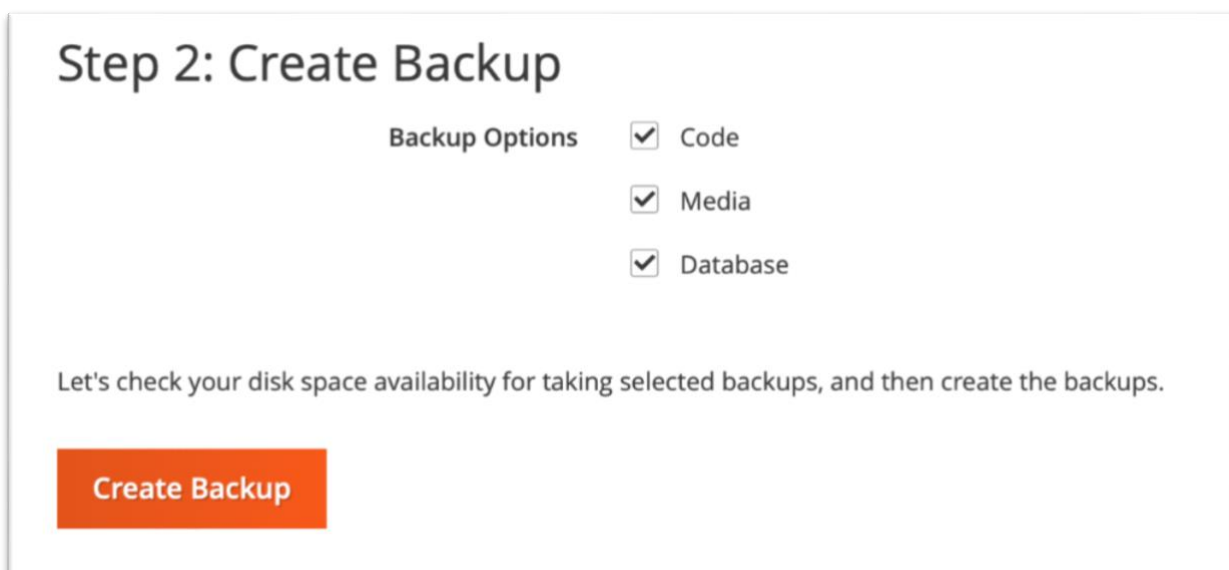 Step 2: Create Backup
Backup Options Code
Media
Database
Let's check your disk space availability for taking selected backups, and then create the backups.
Create Backup